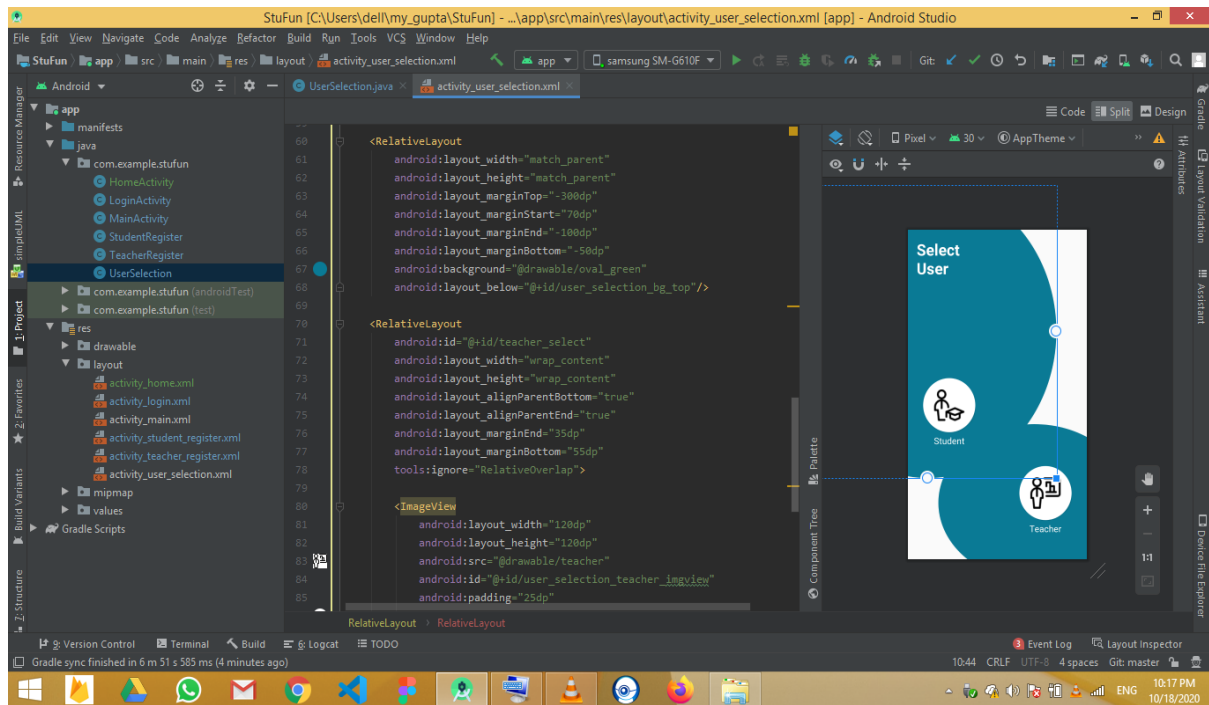 StuFun [C:\Users\dell\my_gupta\StuFun] - ...\app\src\main\res\layout\activity_user_selection.xml [app] - Android Studio
File Edit View Navigate Code Analyze Refactor Build Run Tools VCS Window Help
StuFun app src main res layout activity_user_selection.xml app samsung SM-G610F Git:
Android
UserSelection.java activity_user_selection.xml
Code Split Design
Resource Manager
1: Project
simpleUML
2: Favorites
Build Variants
7: Structure
app
manifests
java
com.example.stufun
HomeActivity
LoginActivity
MainActivity
StudentRegister
TeacherRegister
UserSelection
com.example.stufun (androidTest)
com.example.stufun (test)
res
drawable
layout
activity_home.xml
activity_login.xml
activity_main.xml
activity_student_register.xml
activity_teacher_register.xml
activity_user_selection.xml
mipmap
values
Gradle Scripts
60 <RelativeLayout
61 android:layout_width="match_parent"
62 android:layout_height="match_parent"
63 android:layout_marginTop="-300dp"
64 android:layout_marginStart="70dp"
65 android:layout_marginEnd="-100dp"
66 android:layout_marginBottom="-50dp"
67 android:background="@drawable/oval_green"
68 android:layout_below="@+id/user_selection_bg_top"/>
69
70 <RelativeLayout
71 android:id="@+id/teacher_select"
72 android:layout_width="wrap_content"
73 android:layout_height="wrap_content"
74 android:layout_alignParentBottom="true"
75 android:layout_alignParentEnd="true"
76 android:layout_marginEnd="35dp"
77 android:layout_marginBottom="55dp"
78 tools:ignore="RelativeOverlap">
79
80 <ImageView
81 android:layout_width="120dp"
82 android:layout_height="120dp"
83 android:src="@drawable/teacher"
84 android:id="@+id/user_selection_teacher_imgview"
85 android:padding="25dp"
RelativeLayout > RelativeLayout
Palette
Component Tree
Pixel 30 AppTheme
Select
User
Student
Teacher
1:1
Attributes
Gradle
Layout Validation
Assistant
Device File Explorer
9: Version Control Terminal Build 6: Logcat TODO 3 Event Log Layout Inspector
Gradle sync finished in 6 m 51 s 585 ms (4 minutes ago) 10:44 CRLF UTF-8 4 spaces Git: master
ENG 10:17 PM
10/18/2020